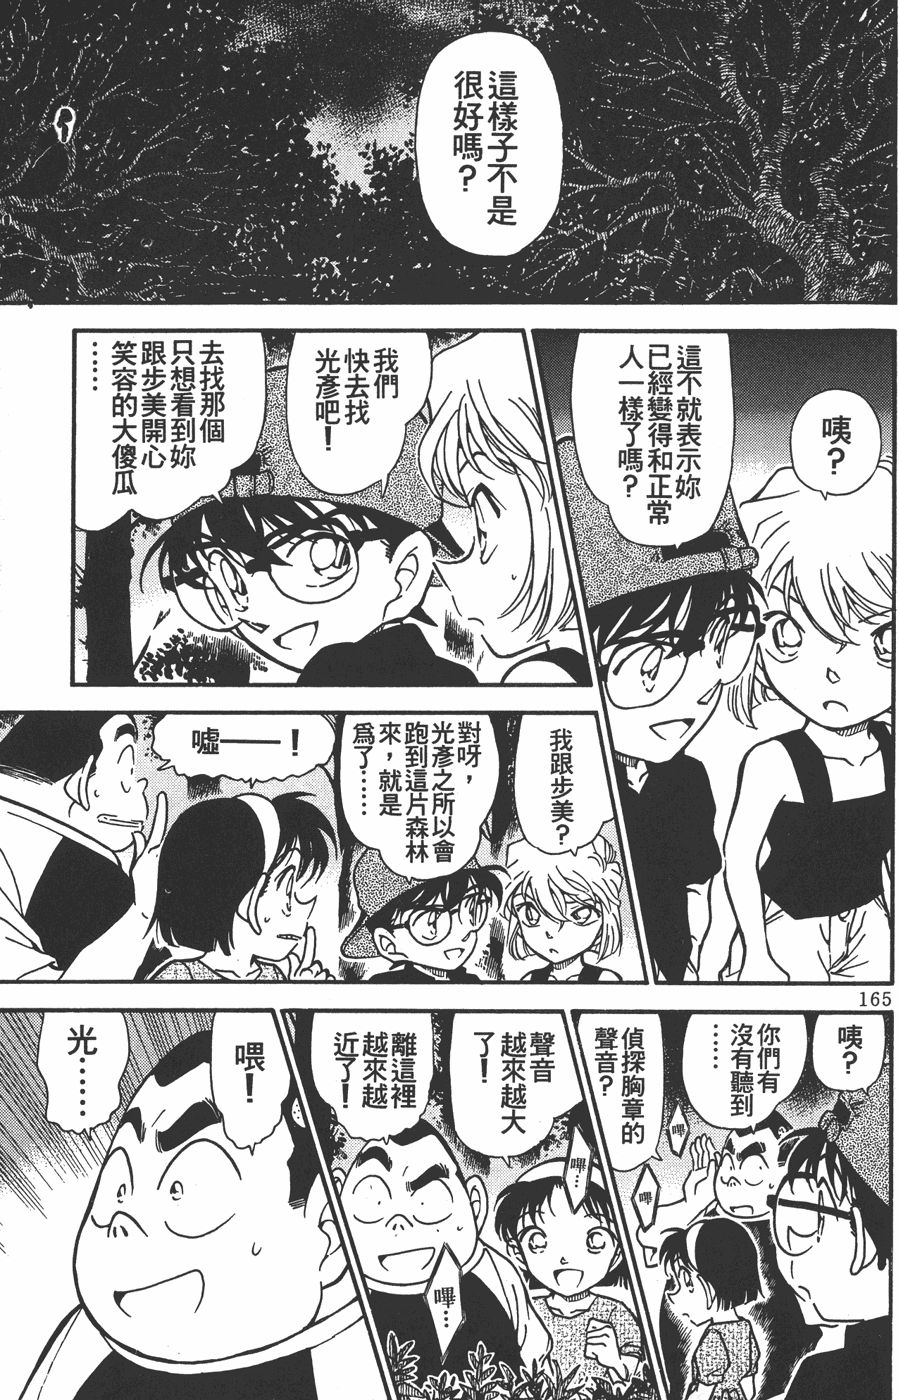 這樣子不是
很好嗎？
咦？
這不就表示妳
已經變得和正常
人一樣了嗎？
我們
快去找
光彥吧！
去找那個
只想看到妳
跟步美開心
笑容的大傻瓜
⋯⋯
我跟步美？
對呀，
光彥之所以會
跑到這片森林
來，就是
為了⋯⋯
噓——！
165
咦？
你們有
沒有聽到
⋯⋯
偵探胸章的
聲音？
嗶⋯
嗶⋯
聲音
越來越大
了！
嗶⋯
離這裡
越來越
近了！
嗶⋯
喂！
光⋯⋯